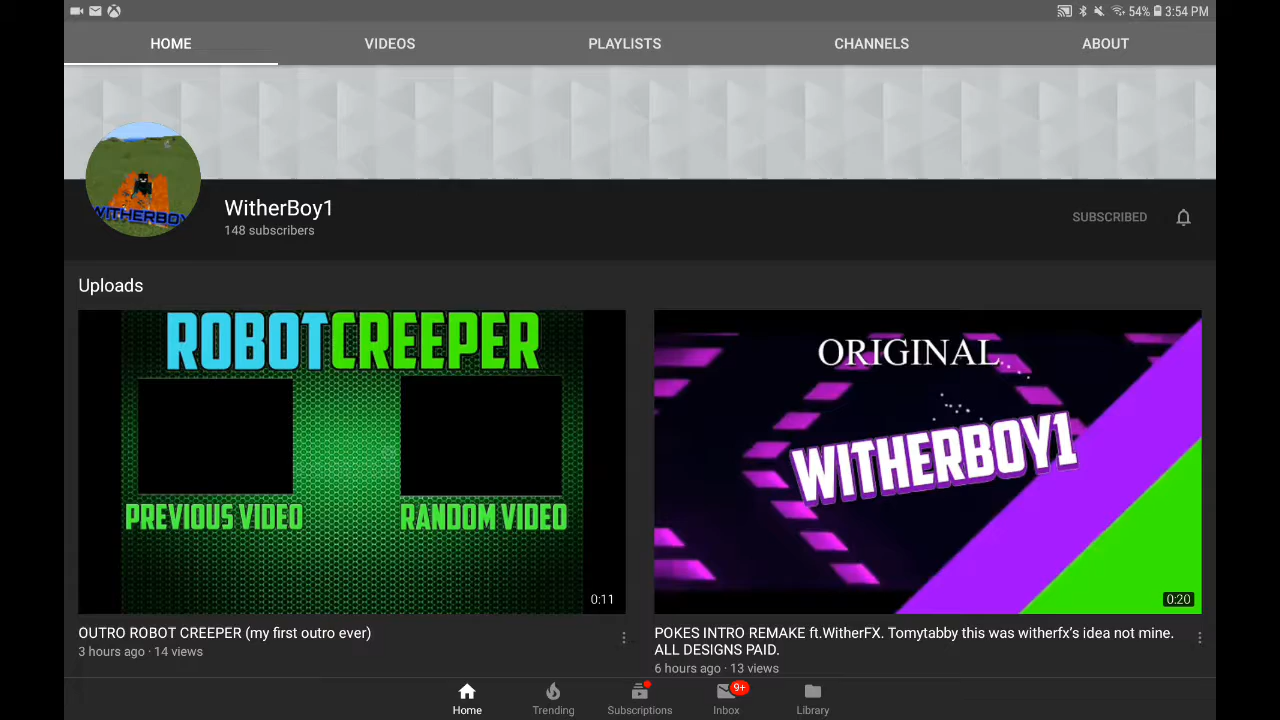 54% 3:54 PM
HOME VIDEOS PLAYLISTS CHANNELS ABOUT
WITHERBOY
WitherBoy1
148 subscribers
SUBSCRIBED
Uploads
ROBOTCREEPER
PREVIOUS VIDEO RANDOM VIDEO
0:11
ORIGINAL
WITHERBOY1
0:20
OUTRO ROBOT CREEPER (my first outro ever)
3 hours ago · 14 views
POKES INTRO REMAKE ft.WitherFX. Tomytabby this was witherfx's idea not mine.
ALL DESIGNS PAID.
6 hours ago · 13 views
9+
Home Trending Subscriptions Inbox Library